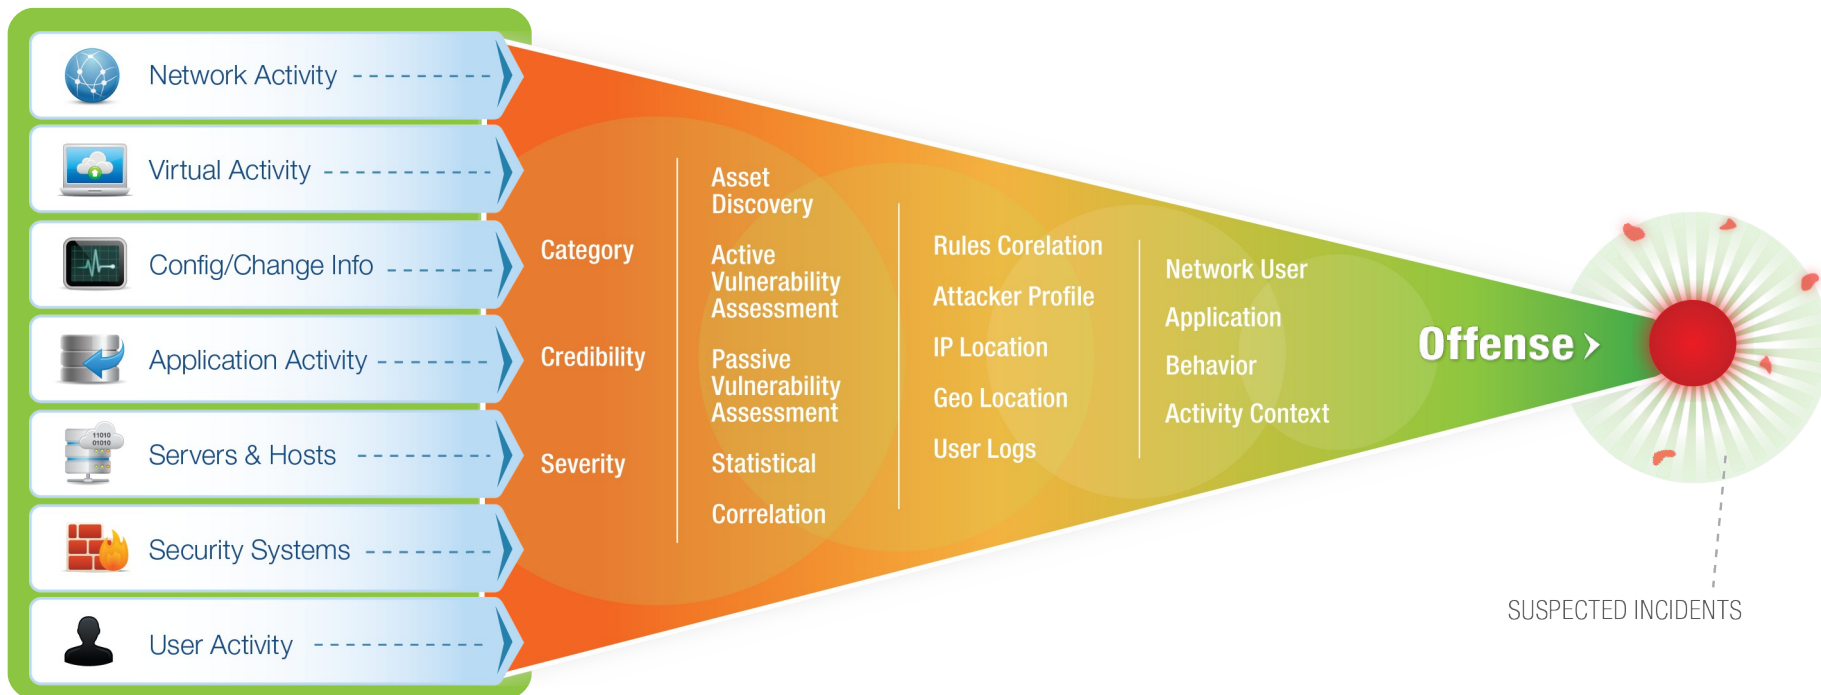 Network Activity
Virtual Activity
Config/Change Info
Application Activity
11010
01010
Servers & Hosts
Security Systems
User Activity
Category
Credibility
Severity
Asset
Discovery
Active
Vulnerability
Assessment
Passive
Vulnerability
Assessment
Statistical
Correlation
Rules Corelation
Attacker Profile
IP Location
Geo Location
User Logs
Network User
Application
Behavior
Activity Context
Offense
SUSPECTED INCIDENTS